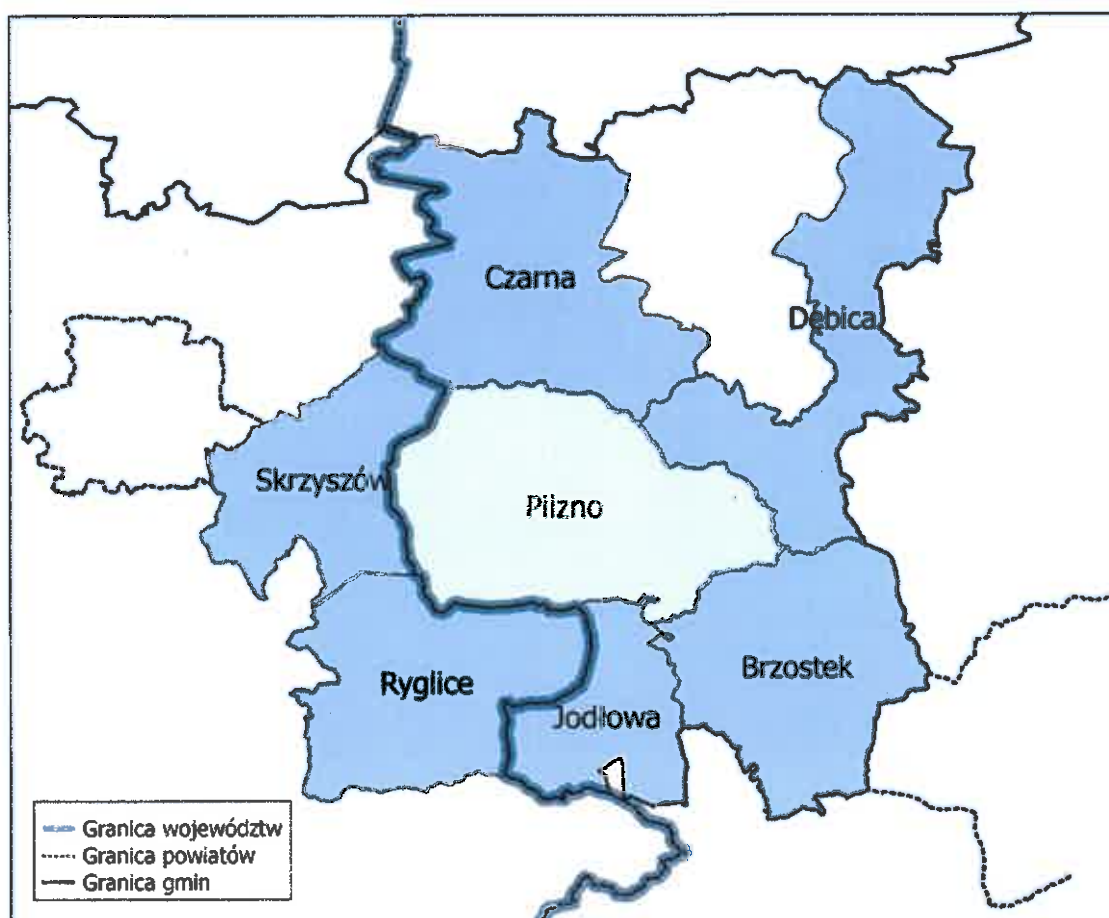 Czarna
Dębica
Skrzyszów
Pilzno
Ryglice
Jodłowa
Brzostek
Granica województw
Granica powiatów
Granica gmin